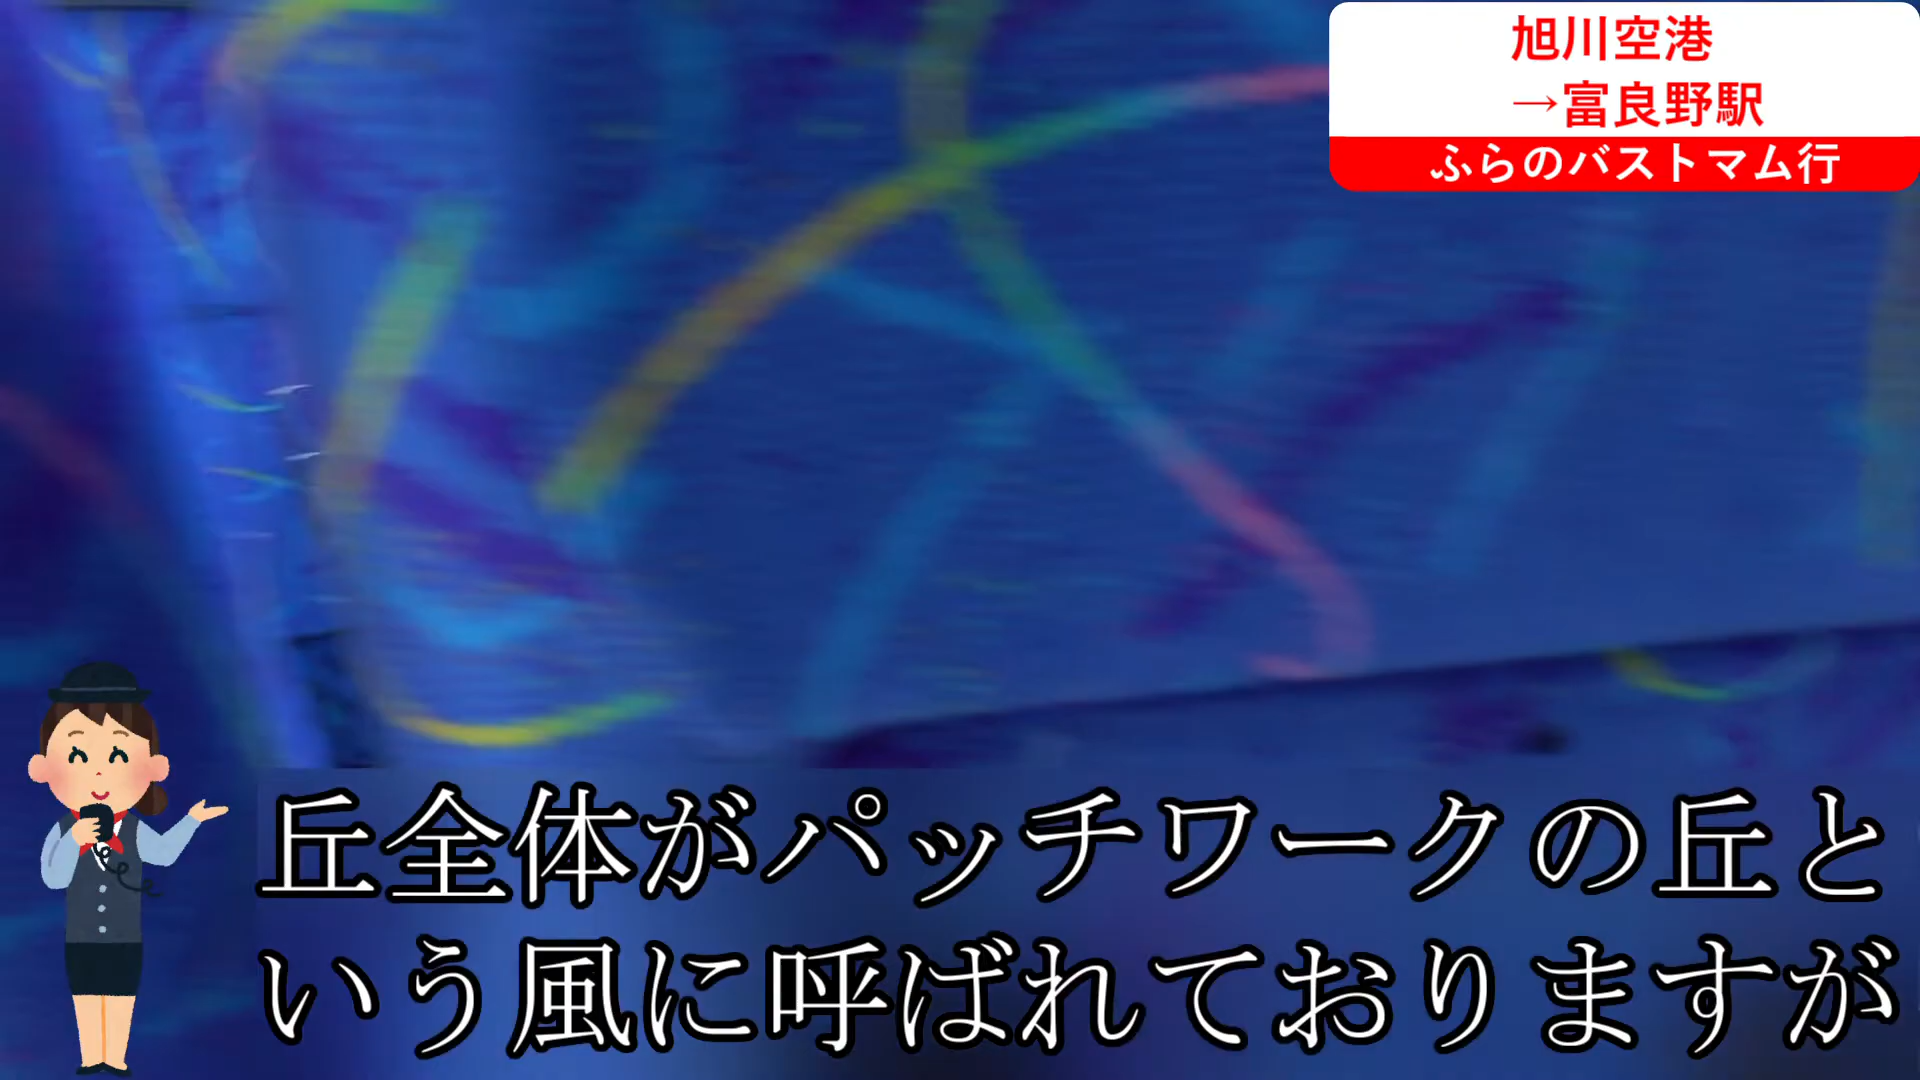 旭川空港
→富良野駅
ふらのバストマム行
丘全体がパッチワークの丘と
いう風に呼ばれておりますが